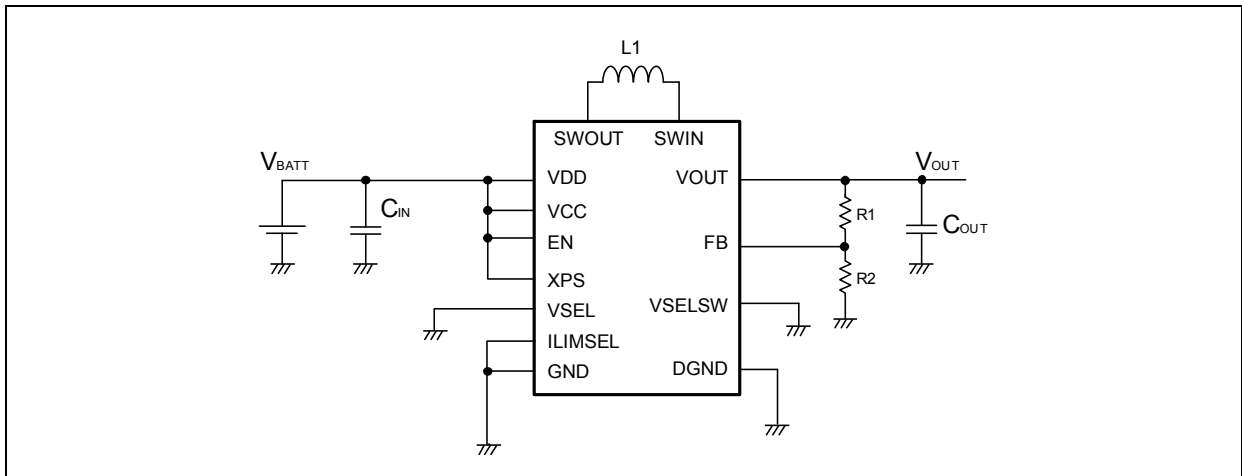 L1
SWOUT SWIN
VBATT
VDD
VOUT
VOUT
CIN
VCC
R1
COUT
EN
FB
XPS
R2
VSEL
VSELSW
ILIMSEL
GND
DGND